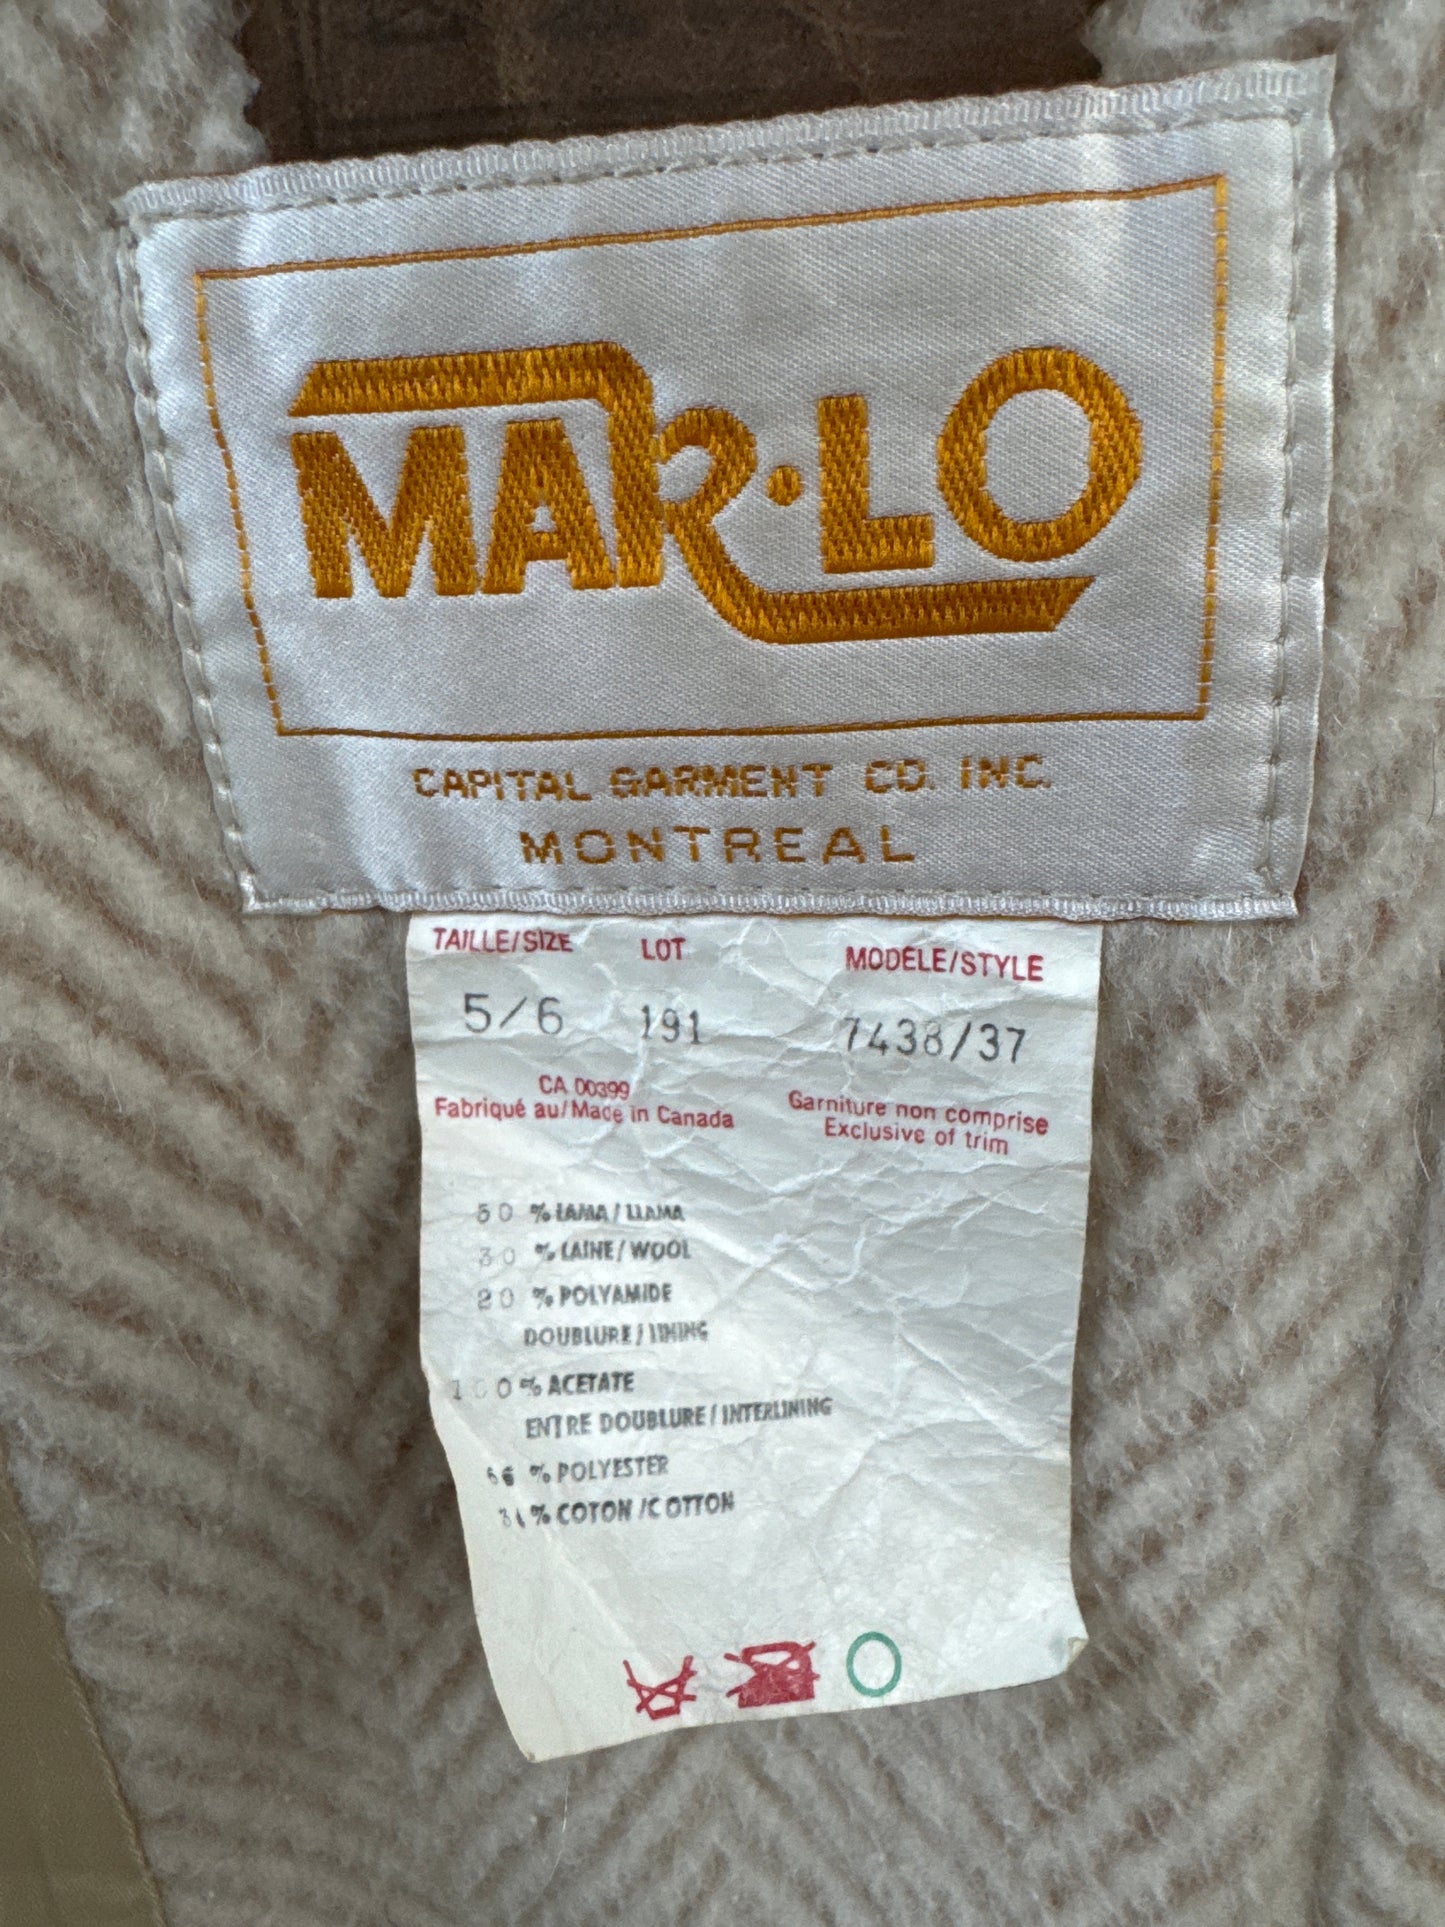 MAR·LO
CAPITAL GARMENT CO. INC.
MONTREAL
TAILLE/SIZE LOT MODÈLE/STYLE
5/6 191 7438/37
CA 00399
Fabriqué au/Made in Canada
Garniture non comprise
Exclusive of trim
50 % LAMA / LLAMA
30 % LAINE / WOOL
20 % POLYAMIDE
DOUBLURE / LINING
100% ACETATE
ENTRE DOUBLURE / INTERLINING
% POLYESTER
% COTON /COTTON